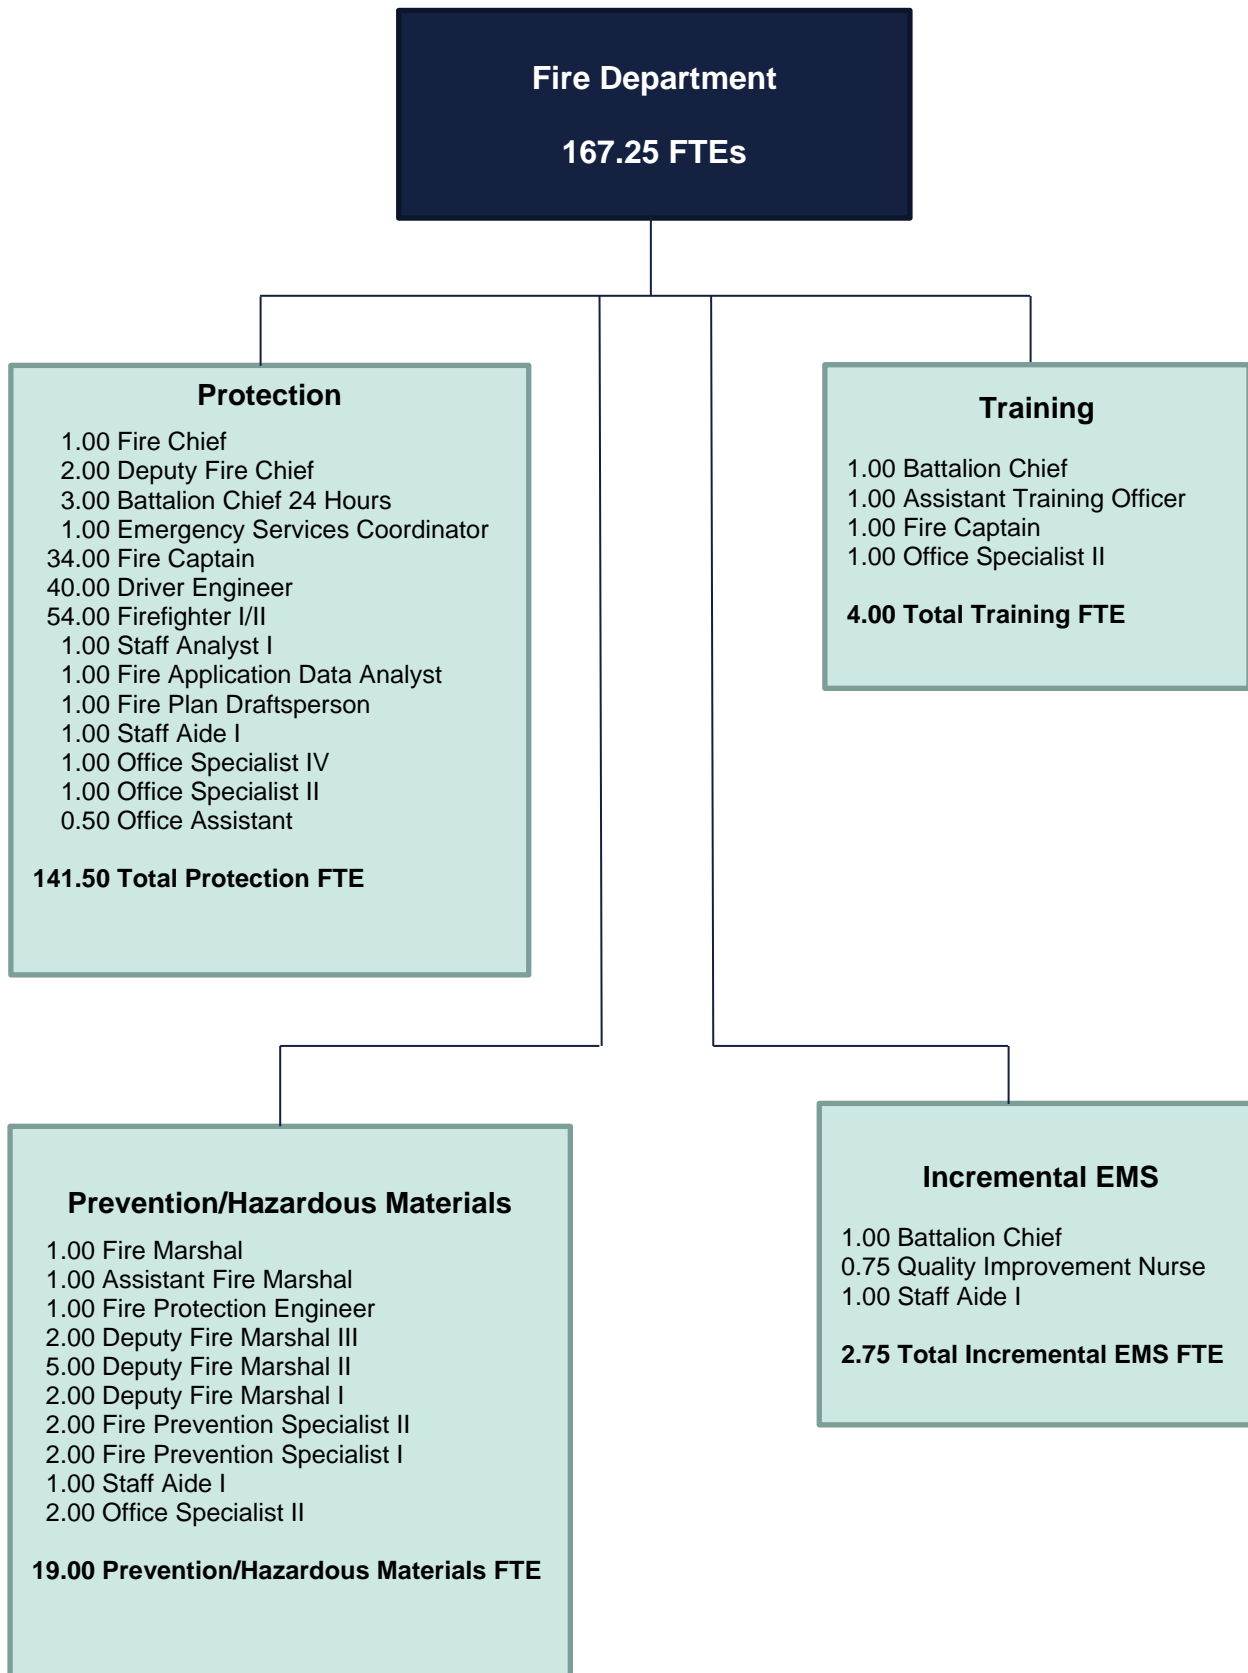 Fire Department
167.25 FTEs
Protection
1.00 Fire Chief
2.00 Deputy Fire Chief
3.00 Battalion Chief 24 Hours
1.00 Emergency Services Coordinator
34.00 Fire Captain
40.00 Driver Engineer
54.00 Firefighter I/II
1.00 Staff Analyst I
1.00 Fire Application Data Analyst
1.00 Fire Plan Draftsperson
1.00 Staff Aide I
1.00 Office Specialist IV
1.00 Office Specialist II
0.50 Office Assistant
141.50 Total Protection FTE
Training
1.00 Battalion Chief
1.00 Assistant Training Officer
1.00 Fire Captain
1.00 Office Specialist II
4.00 Total Training FTE
Prevention/Hazardous Materials
1.00 Fire Marshal
1.00 Assistant Fire Marshal
1.00 Fire Protection Engineer
2.00 Deputy Fire Marshal III
5.00 Deputy Fire Marshal II
2.00 Deputy Fire Marshal I
2.00 Fire Prevention Specialist II
2.00 Fire Prevention Specialist I
1.00 Staff Aide I
2.00 Office Specialist II
19.00 Prevention/Hazardous Materials FTE
Incremental EMS
1.00 Battalion Chief
0.75 Quality Improvement Nurse
1.00 Staff Aide I
2.75 Total Incremental EMS FTE